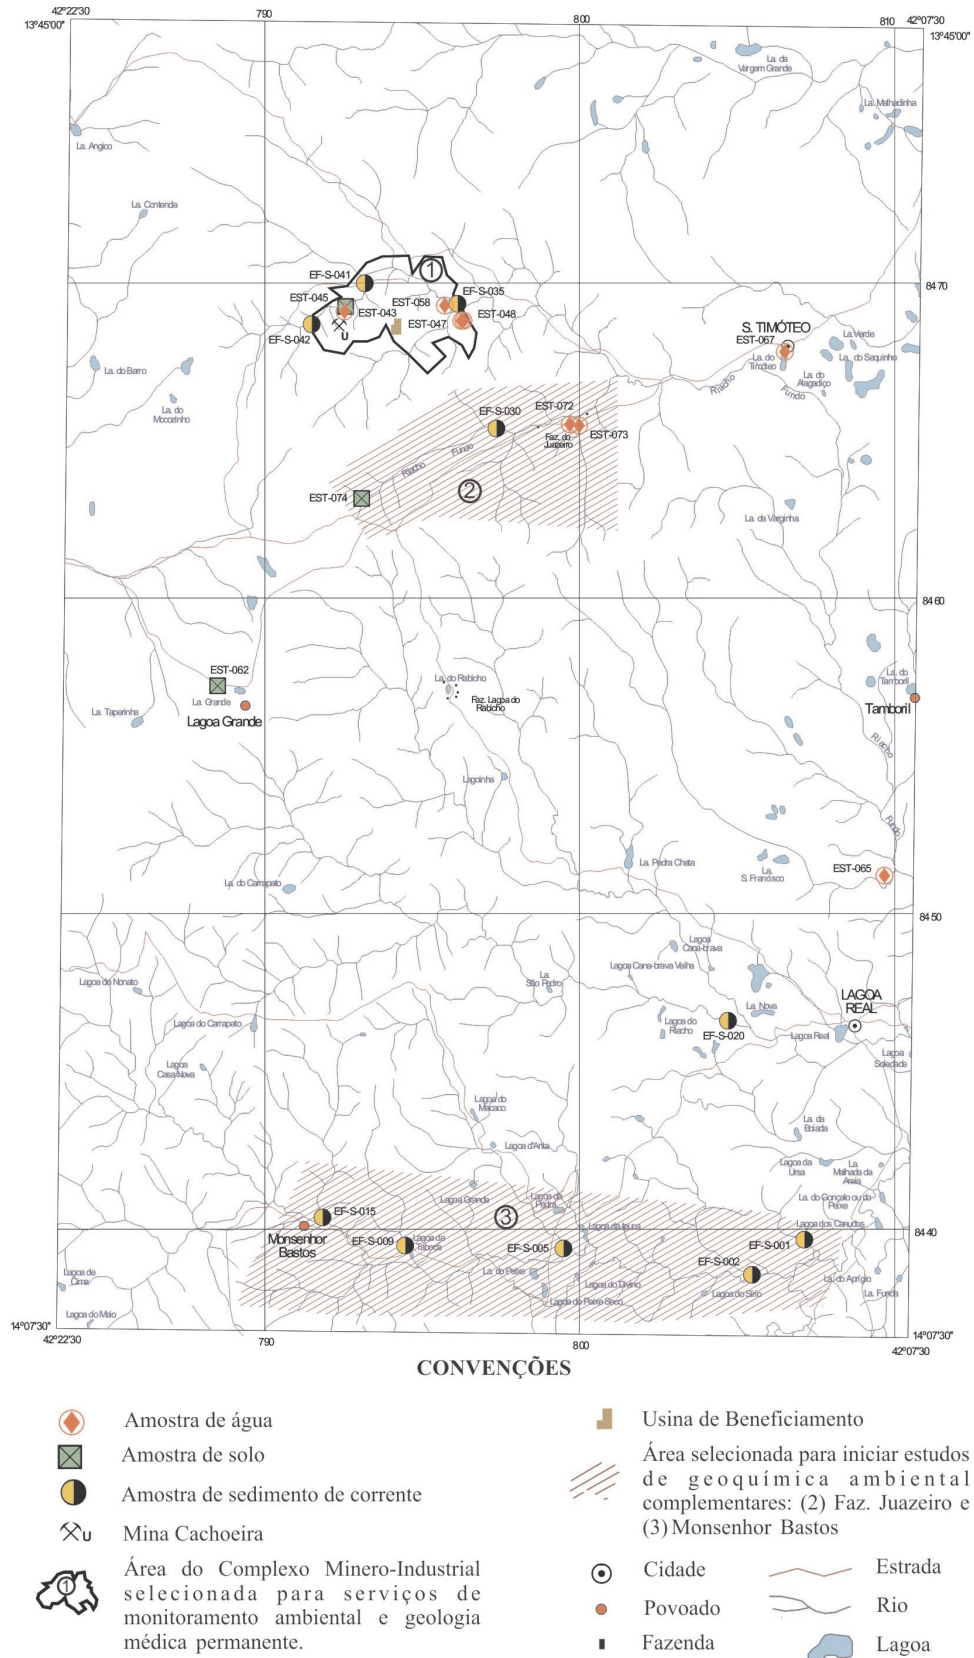 42°22'30
790
800
810
42°07'30
13°45'00"
13°45'00"
La. da
Vargem Grande
La. Malhadinha
La. Angico
La. Contenda
EF-S-041
1
EST-045
EST-058
EF-S-035
EST-043
EST-048
EST-047
EF-S-042
U
84 70
S. TIMÓTEO
EST-067
La. Verde
La. do
Timóteo
La. do Saquinho
La. do
Alagadiço
Riacho
Fundo
La. do Barro
La. do
Mocozinho
EF-S-030
EST-072
Faz. do
Juazeiro
EST-073
Riacho
Fundo
EST-074
2
La. da Varginha
84 60
EST-062
La. Grande
Lagoa Grande
La. Taperinha
La. do Rabicho
Faz. Lagoa do
Rabicho
La. do
Tamboril
Tamboril
Riacho
Fundo
Lagoinha
La. Pedra Chata
La.
S. Francisco
EST-065
La. do Carrapato
84 50
Lagoa
Cana-brava
Lagoa Cana-brava Velha
La.
São Pedro
Lagoa do Nonato
La. Nova
LAGOA
REAL
Lagoa do Carrapato
Lagoa do
Riacho
EF-S-020
Lagoa Real
Lagoa
Soledade
Lagoa
Casa Nova
Lagoa do
Macaco
Lagoa d'Anta
La. da
Boiada
Lagoa da
Ursa
La.
Malhada da
Areia
Lagoa Grande
Lagoa da
Pedra
La. do Gonçalo ou do
Peixe
EF-S-015
3
Lagoa dos Canudos
Monsenhor
Bastos
EF-S-009
Lagoa da
Taboca
EF-S-005
EF-S-001
84 40
EF-S-002
Lagoa de
Cima
La. do Peixe
Lagoa do Divino
Lagoa do Sírio
La. do Aprígio
La. Funda
Lagoa do Peixe Seco
Lagoa do Meio
14°07'30"
14°07'30"
42°22'30
790
800
42°07'30
CONVENÇÕES
Amostra de água
Amostra de solo
Amostra de sedimento de corrente
U
Mina Cachoeira
1
Área do Complexo Minero-Industrial
selecionada para serviços de
monitoramento ambiental e geologia
médica permanente.
Usina de Beneficiamento
Área selecionada para iniciar estudos
de geoquímica ambiental
complementares: (2) Faz. Juazeiro e
(3) Monsenhor Bastos
Cidade
Estrada
Povoado
Rio
Fazenda
Lagoa